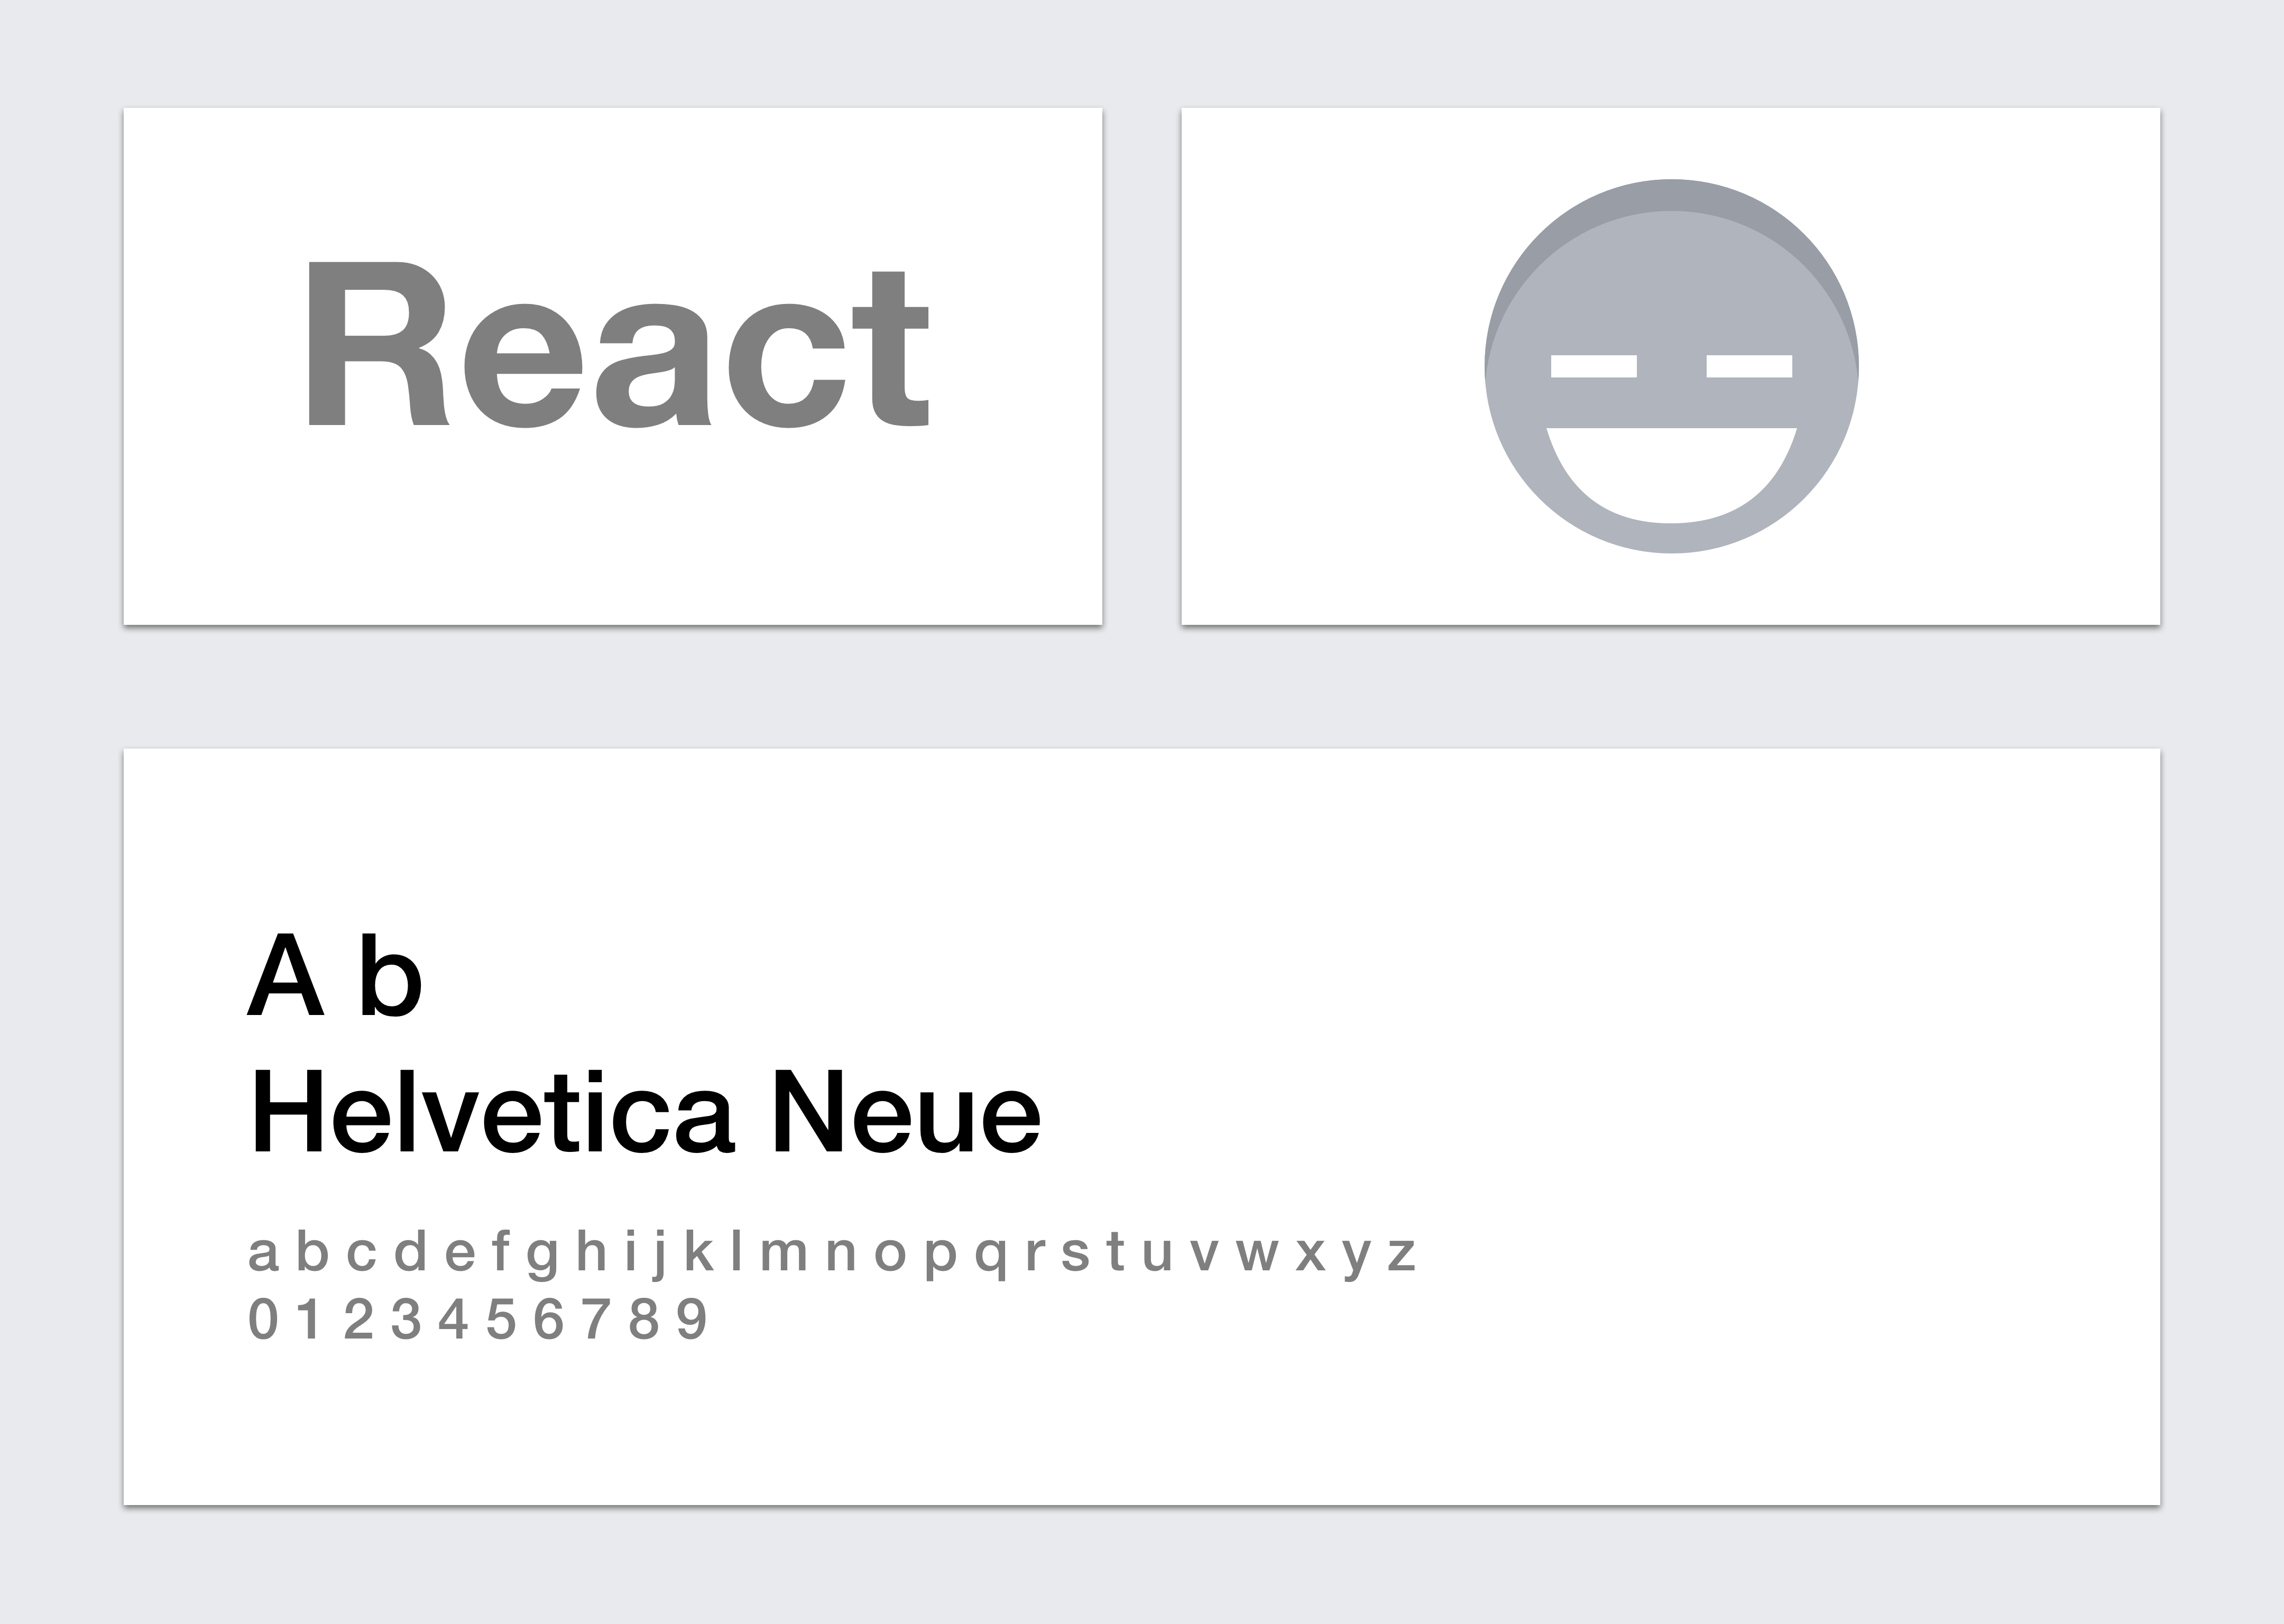 React
A b
Helvetica Neue
a b c d e f g h i j k l m n o p q r s t u v w x y z
0 1 2 3 4 5 6 7 8 9